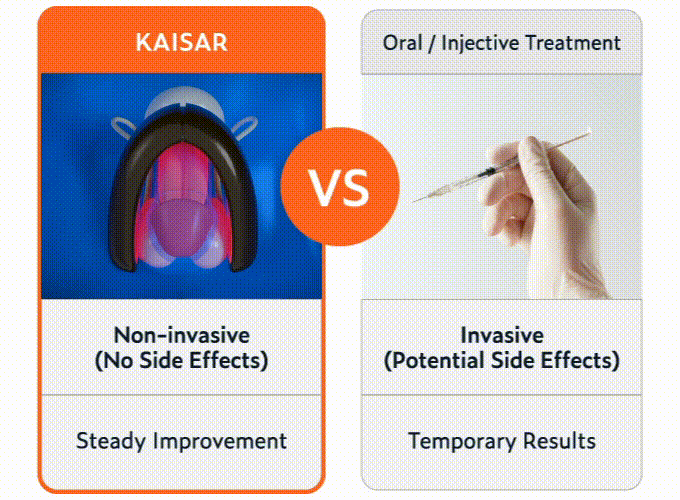 KAISAR
Oral / Injective Treatment
VS
Non-invasive
(No Side Effects)
Invasive
(Potential Side Effects)
Steady Improvement
Temporary Results